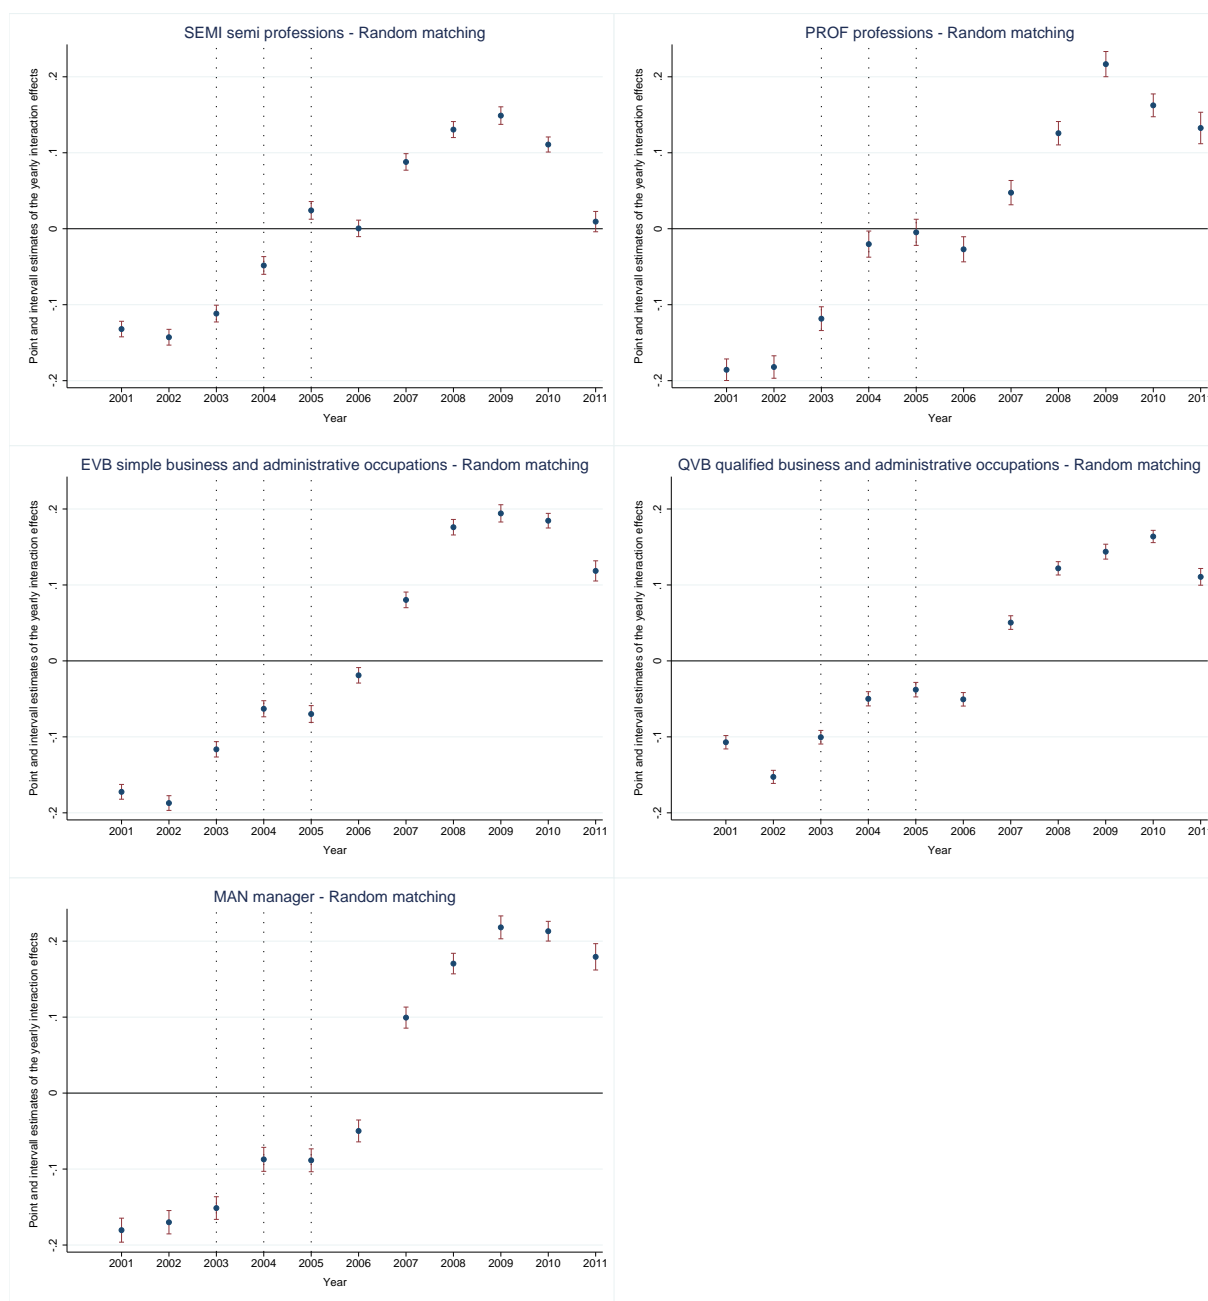 SEMI semi professions - Random matching
Point and intervall estimates of the yearly interaction effects
.2
.1
0
-.1
-.2
2001 2002 2003 2004 2005 2006 2007 2008 2009 2010 2011
Year
PROF professions - Random matching
Point and intervall estimates of the yearly interaction effects
.2
.1
0
-.1
-.2
2001 2002 2003 2004 2005 2006 2007 2008 2009 2010 201
Year
EVB simple business and administrative occupations - Random matching
Point and intervall estimates of the yearly interaction effects
.2
.1
0
-.1
-.2
2001 2002 2003 2004 2005 2006 2007 2008 2009 2010 2011
Year
QVB qualified business and administrative occupations - Random matching
Point and intervall estimates of the yearly interaction effects
.2
.1
0
-.1
-.2
2001 2002 2003 2004 2005 2006 2007 2008 2009 2010 201
Year
MAN manager - Random matching
Point and intervall estimates of the yearly interaction effects
.2
.1
0
-.1
-.2
2001 2002 2003 2004 2005 2006 2007 2008 2009 2010 2011
Year